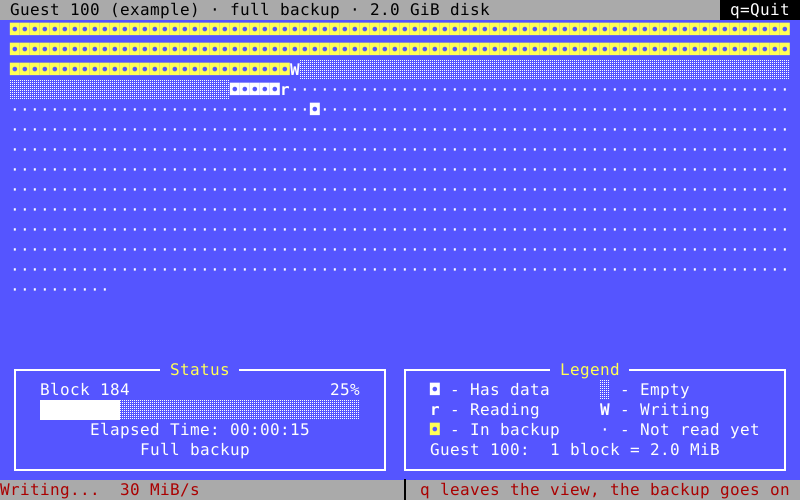 Guest 100 (example) · full backup · 2.0 GiB disk
q=Quit
W
r
Status
Block 184 25%
Elapsed Time: 00:00:15
Full backup
Legend
- Has data - Empty
r - Reading W - Writing
- In backup · - Not read yet
Guest 100: 1 block = 2.0 MiB
Writing... 30 MiB/s
q leaves the view, the backup goes on